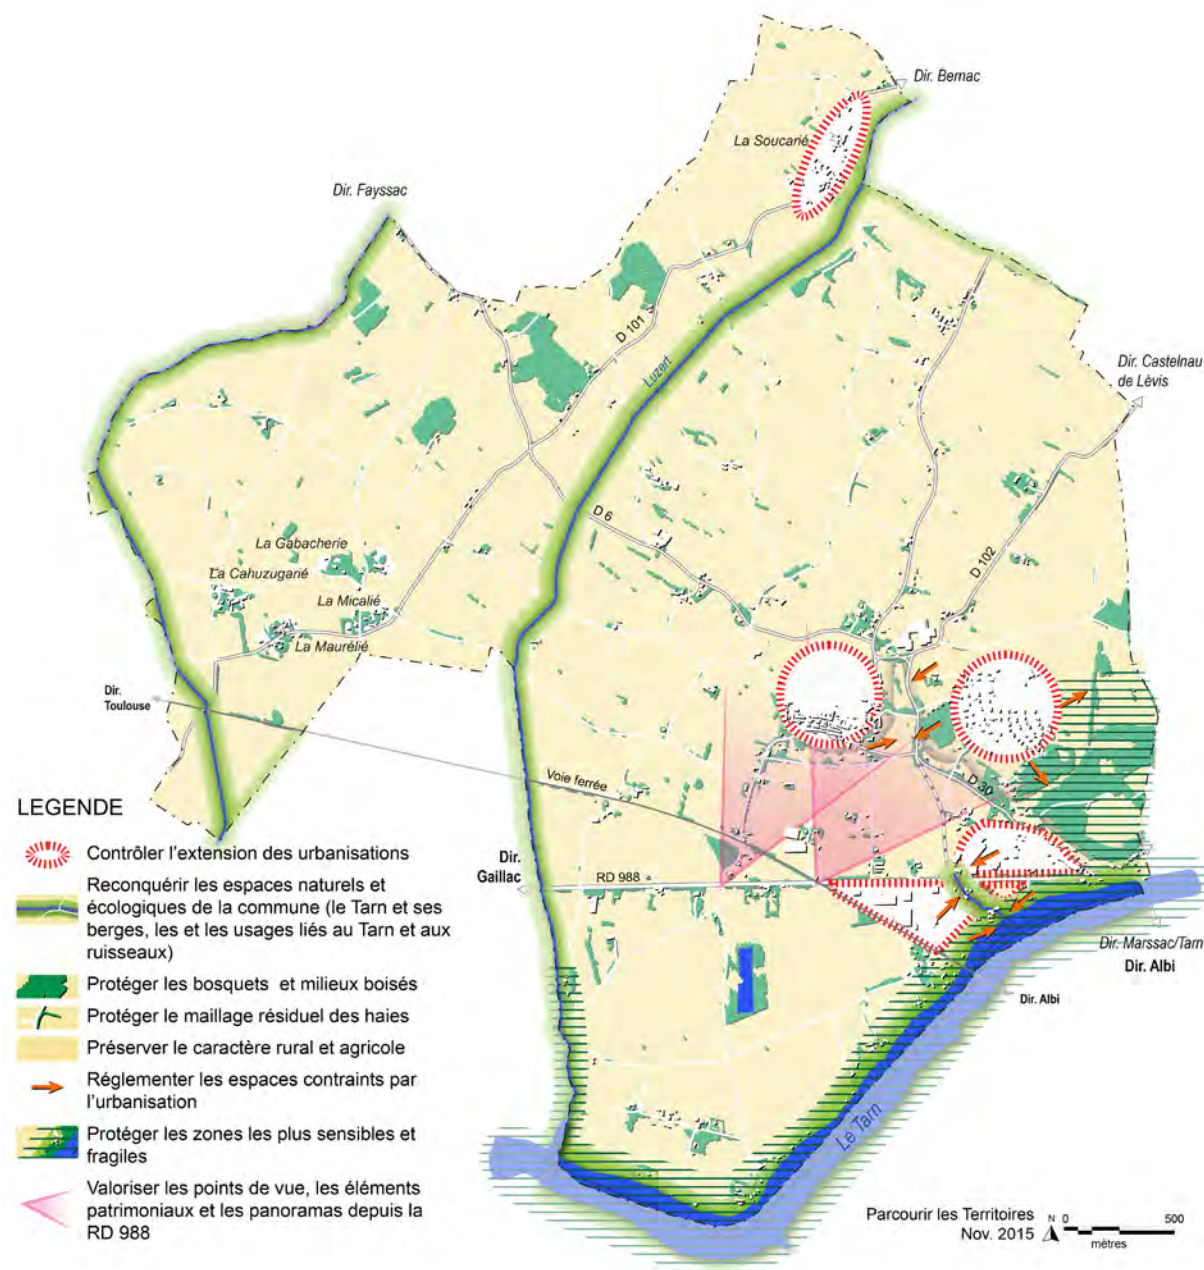 Dir. Bernac
La Soucarié
Dir. Fayssac
D 101
Luzert
Dir. Castelnau
de Lévis
D 6
D 102
La Gabacherie
La Cahuzugarié
La Micalié
La Maurélié
Dir.
Toulouse
Voie ferrée
D 30
Dir.
Gaillac
RD 988
Dir. Marssac/Tarn
Dir. Albi
Dir. Albi
Le Tarn
LEGENDE
Contrôler l'extension des urbanisations
Reconquérir les espaces naturels et
écologiques de la commune (le Tarn et ses
berges, les et les usages liés au Tarn et aux
ruisseaux)
Protéger les bosquets et milieux boisés
Protéger le maillage résiduel des haies
Préserver le caractère rural et agricole
Réglementer les espaces contraints par
l'urbanisation
Protéger les zones les plus sensibles et
fragiles
Valoriser les points de vue, les éléments
patrimoniaux et les panoramas depuis la
RD 988
Parcourir les Territoires
Nov. 2015
N 0 500
mètres